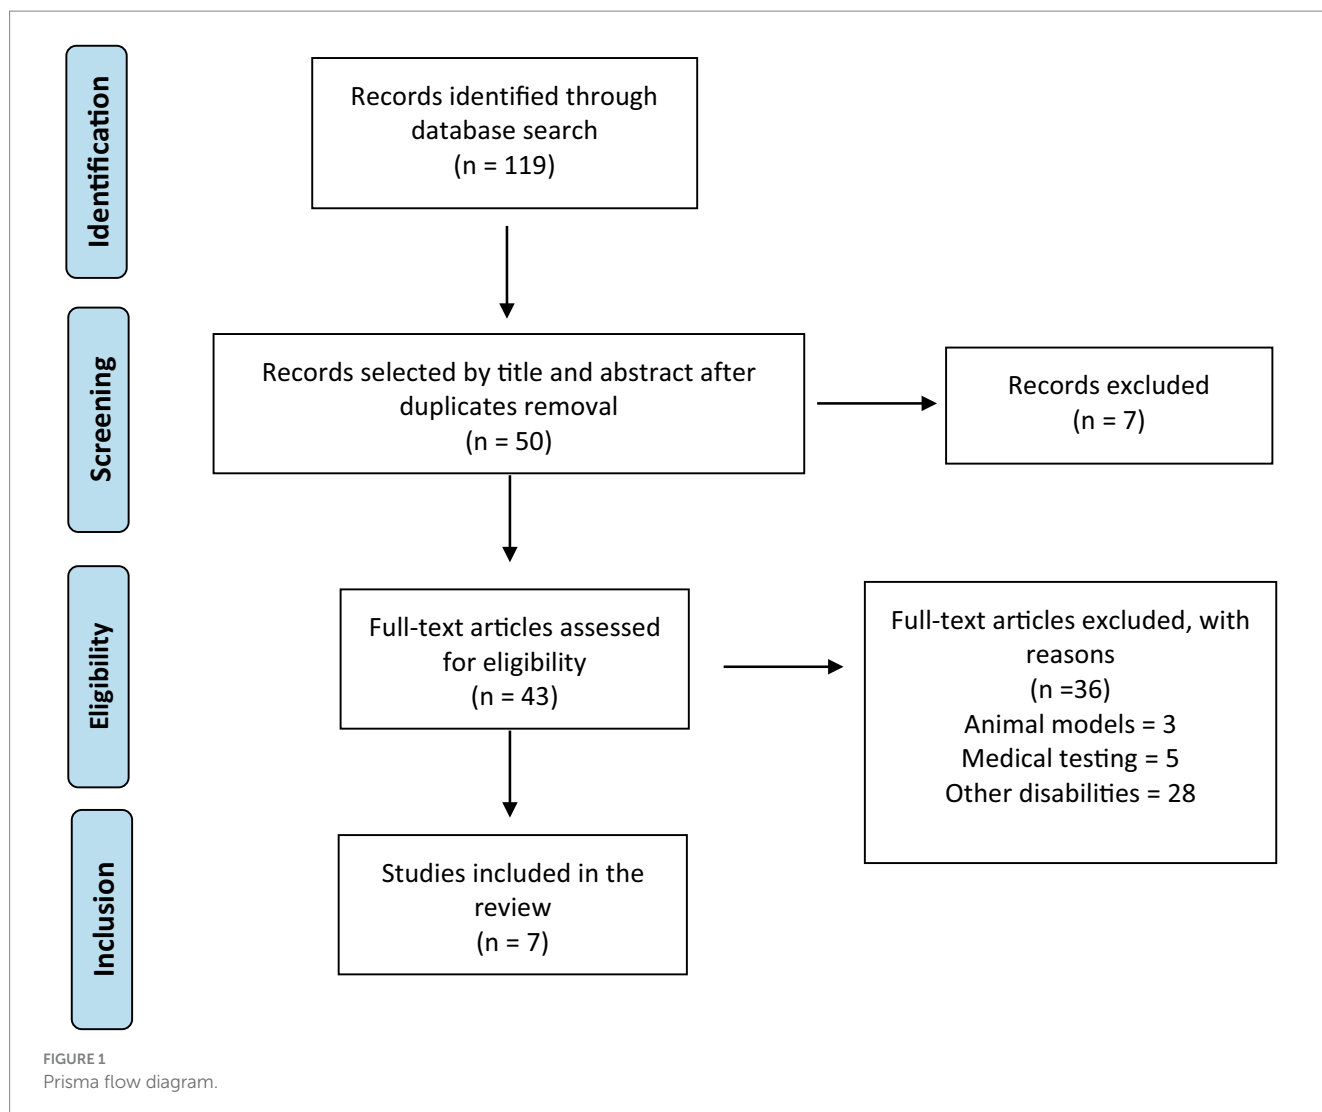 Identification
Records identified through
database search
(n = 119)
Screening
Records selected by title and abstract after
duplicates removal
(n = 50)
Records excluded
(n = 7)
Eligibility
Full-text articles assessed
for eligibility
(n = 43)
Full-text articles excluded, with
reasons
(n =36)
Animal models = 3
Medical testing = 5
Other disabilities = 28
Inclusion
Studies included in the
review
(n = 7)
FIGURE 1
Prisma flow diagram.